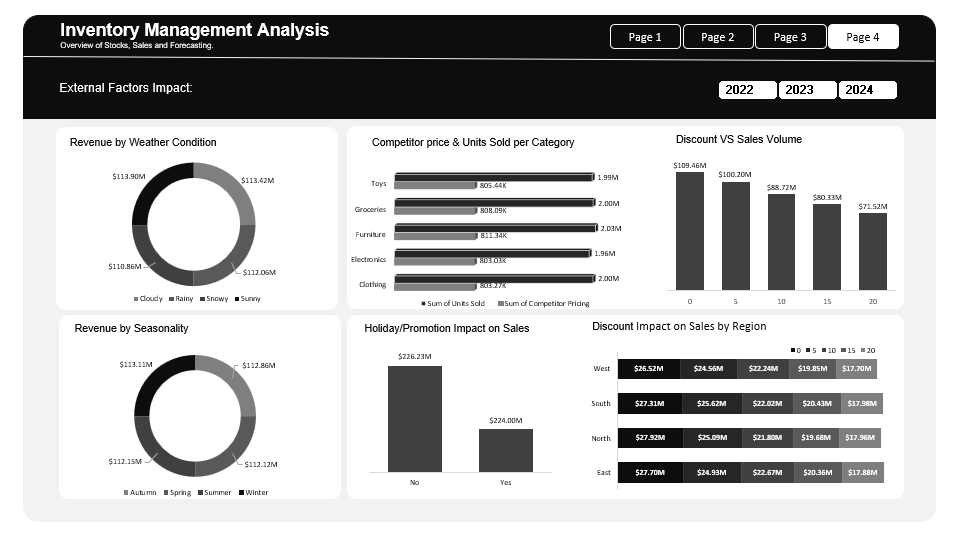 Inventory Management Analysis
Overview of Stocks, Sales and Forecasting.
Page 1
Page 2
Page 3
Page 4
External Factors Impact:
2022
2023
2024
Revenue by Weather Condition
$113.90M
$113.42M
$110.86M
$112.06M
Cloudy Rainy Snowy Sunny
Competitor price & Units Sold per Category
Toys
1.99M
805.44K
Groceries
2.00M
808.09K
Furniture
2.03M
811.34K
Electronics
1.96M
803.03K
Clothing
2.00M
803.27K
Sum of Units Sold Sum of Competitor Pricing
Discount VS Sales Volume
$109.46M
$100.20M
$88.72M
$80.33M
$71.52M
0 5 10 15 20
Revenue by Seasonality
$113.11M
$112.86M
$112.15M
$112.12M
Autumn Spring Summer Winter
Holiday/Promotion Impact on Sales
$226.23M
$224.00M
No Yes
Discount Impact on Sales by Region
0 5 10 15 20
West $26.52M $24.56M $22.24M $19.85M $17.70M
South $27.31M $25.62M $22.02M $20.43M $17.98M
North $27.92M $25.09M $21.80M $19.68M $17.96M
East $27.70M $24.93M $22.67M $20.36M $17.88M